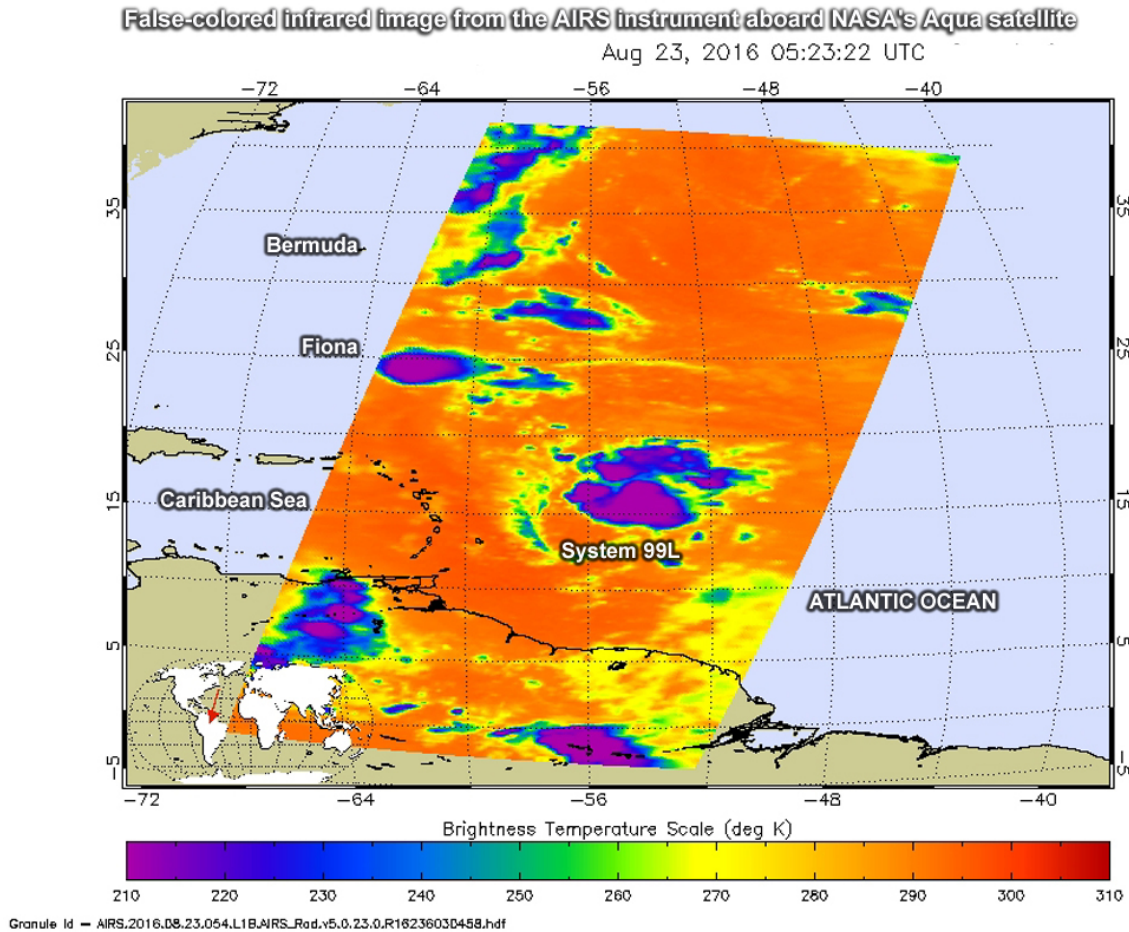 False-colored infrared image from the AIRS instrument aboard NASA's Aqua satellite
Aug 23, 2016 05:23:22 UTC
-72 -64 -56 -48 -40
35 35
Bermuda
Fiona
25 25
15 15
Caribbean Sea
System 99L
ATLANTIC OCEAN
5 5
-5 -5
-72 -64 -56 -48 -40
Brightness Temperature Scale (deg K)
210 220 230 240 250 260 270 280 290 300 310
Granule Id — AIRS.2016.08.23.054.L1B.AIRS_Rad.v5.0.23.0.R16236030458.hdf